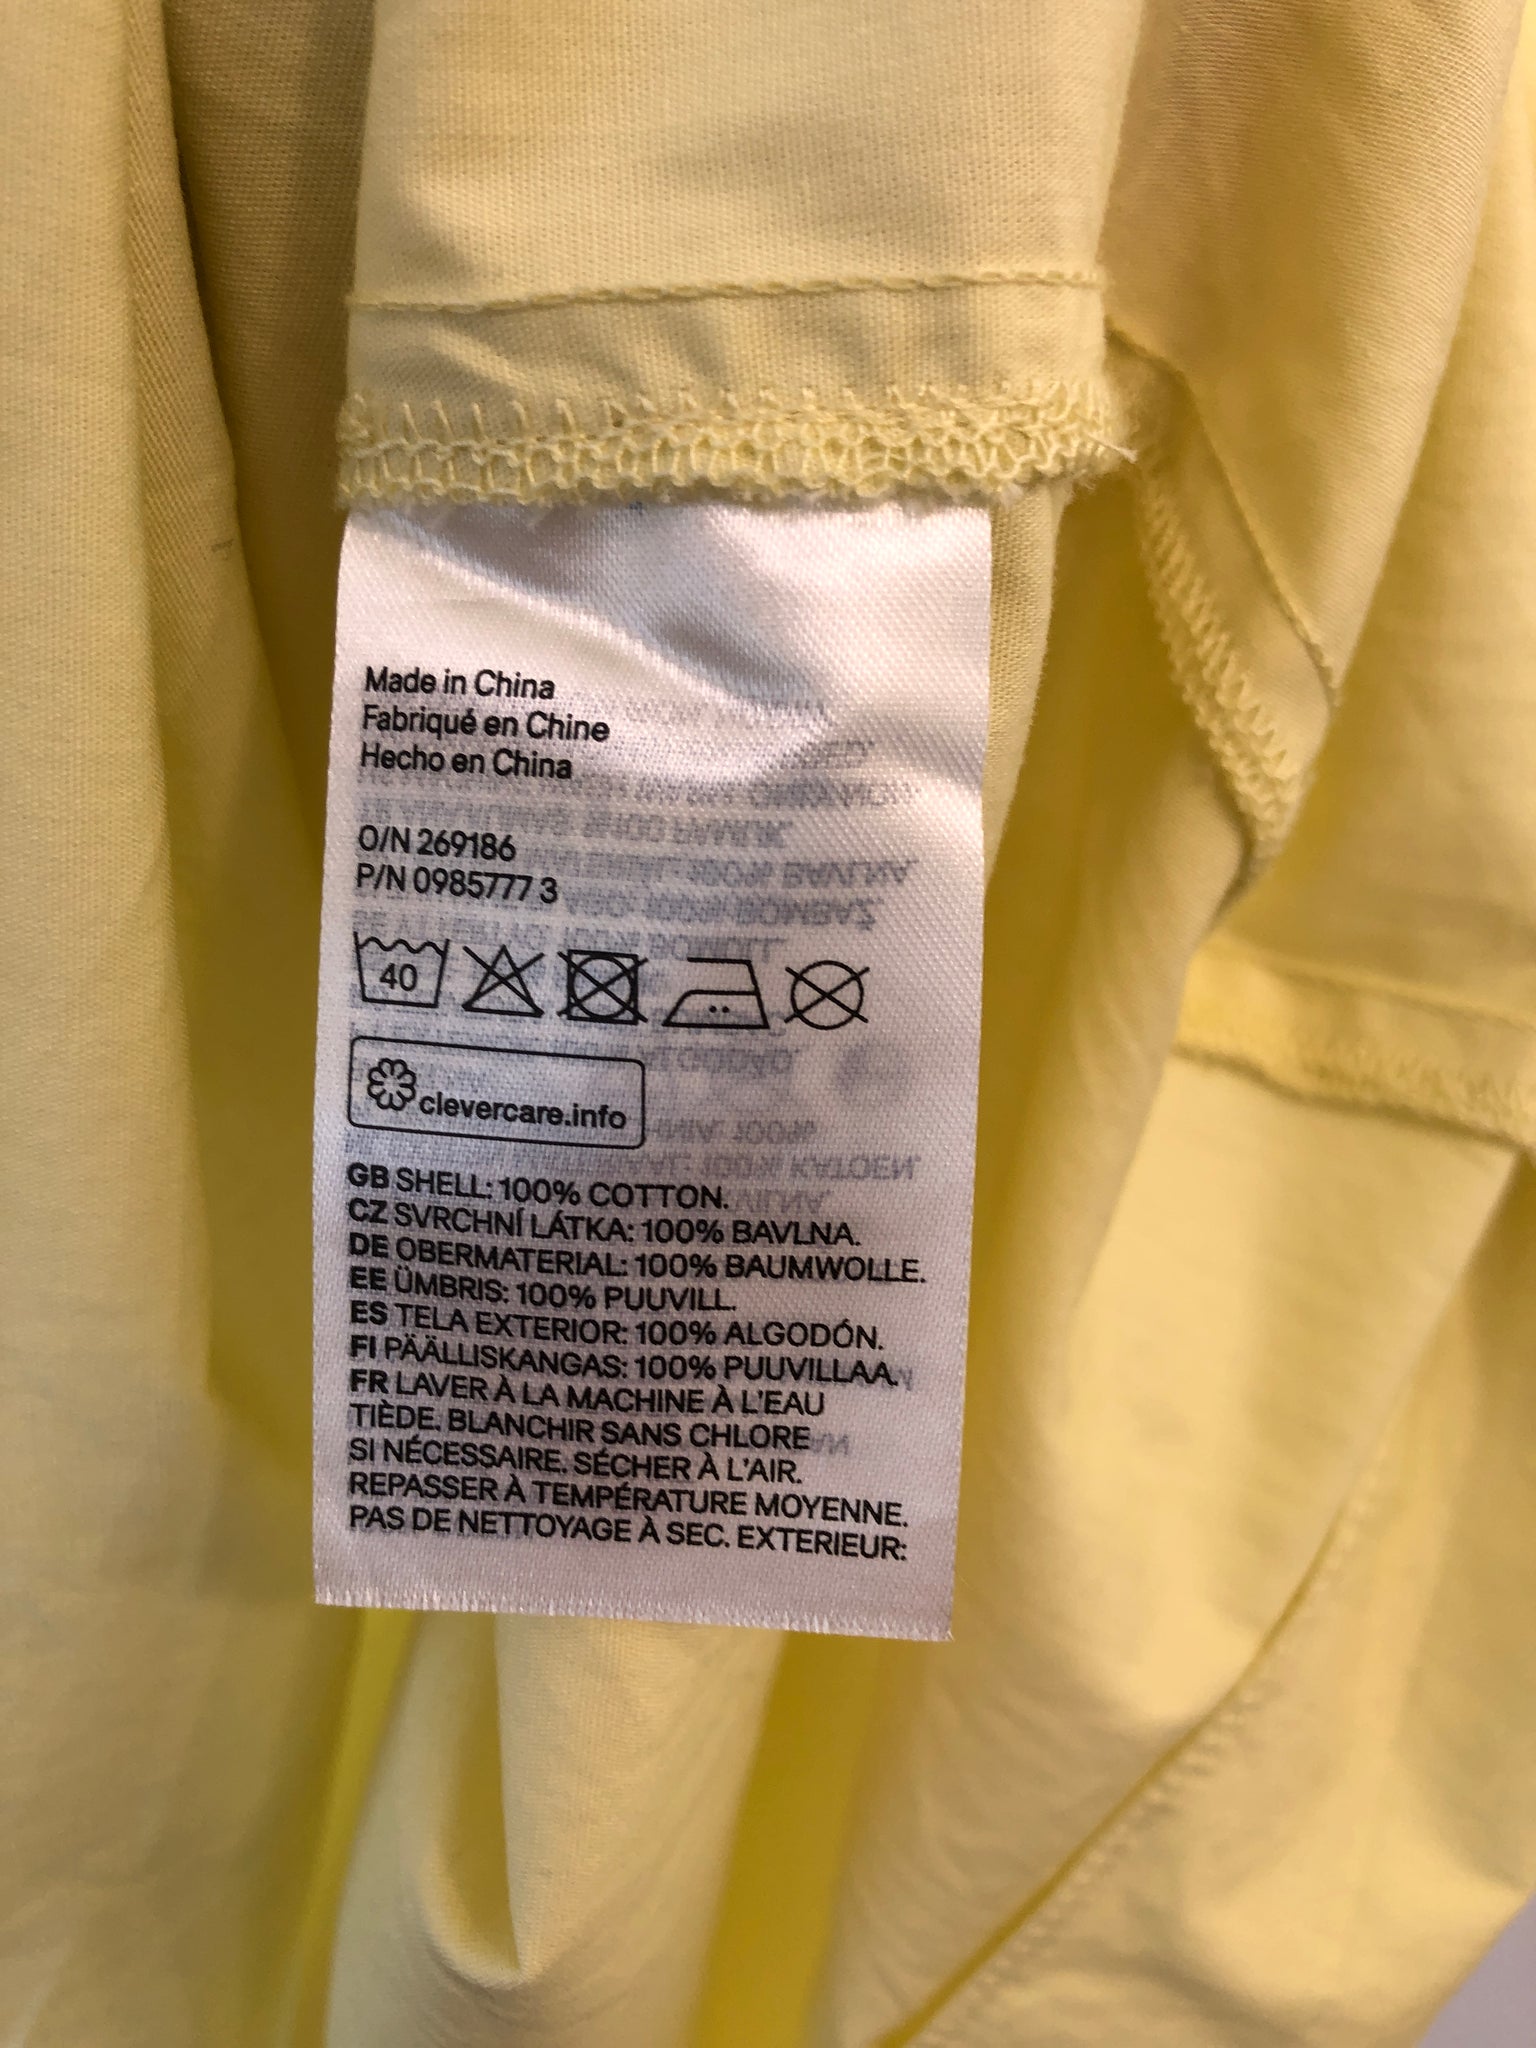 Made in China
Fabriqué en Chine
Hecho en China
O/N 269186
P/N 0985777 3
40
clevercare.info
GB SHELL: 100% COTTON.
CZ SVRCHNÍ LÁTKA: 100% BAVLNA.
DE OBERMATERIAL: 100% BAUMWOLLE.
EE ÜMBRIS: 100% PUUVILL.
ES TELA EXTERIOR: 100% ALGODÓN.
FI PÄÄLLISKANGAS: 100% PUUVILLAA.
FR LAVER À LA MACHINE À L'EAU
TIÈDE. BLANCHIR SANS CHLORE
SI NÉCESSAIRE. SÉCHER À L'AIR.
REPASSER À TEMPÉRATURE MOYENNE.
PAS DE NETTOYAGE À SEC. EXTERIEUR: